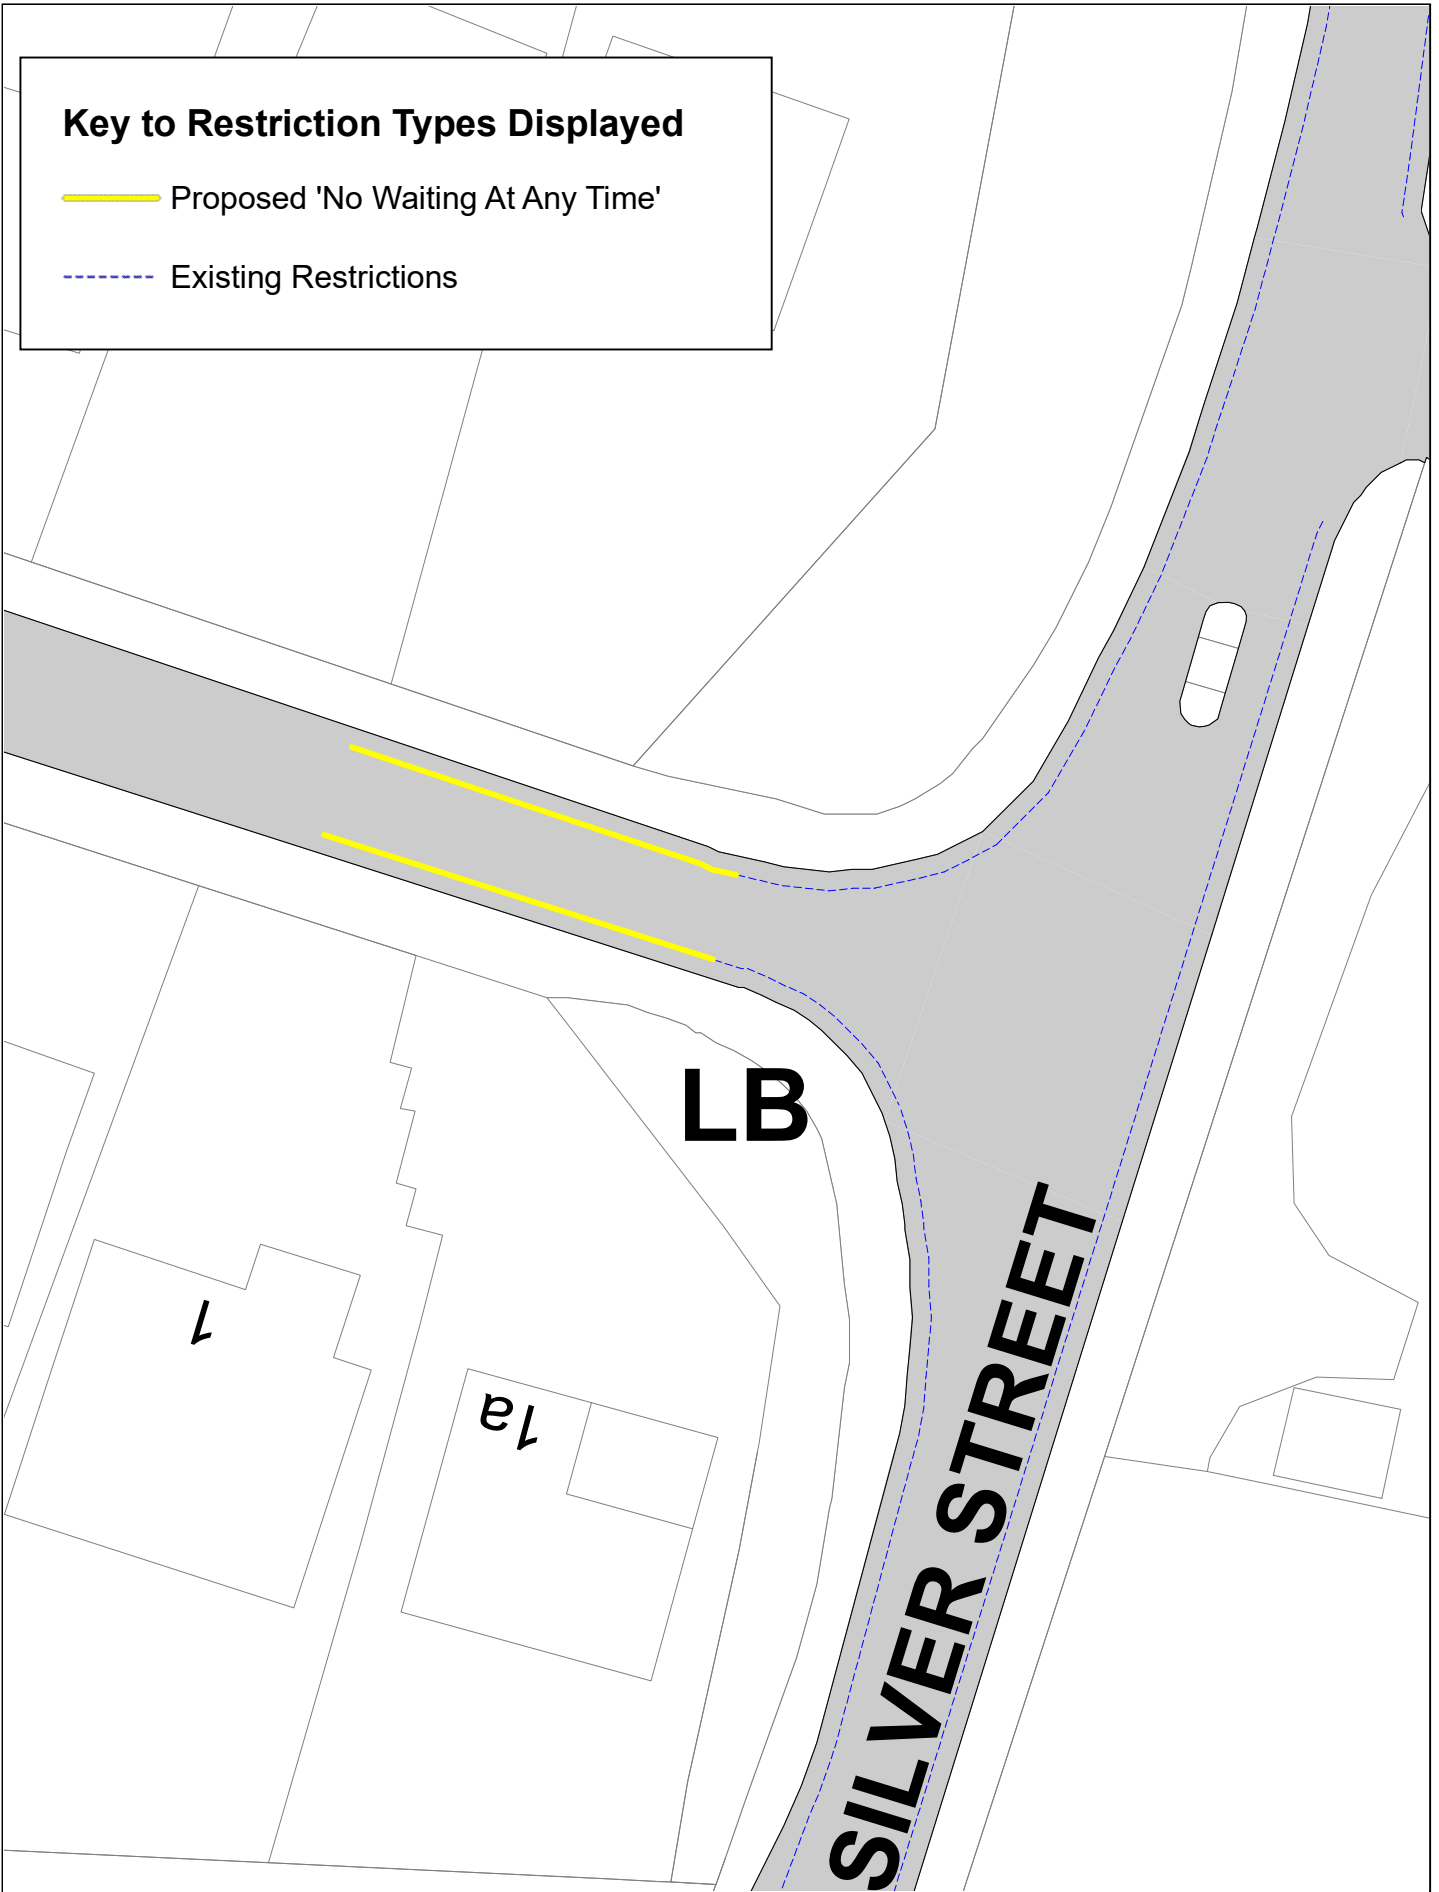 Key to Restriction Types Displayed
Proposed 'No Waiting At Any Time'
Existing Restrictions
LB
1
1a
SILVER STREET